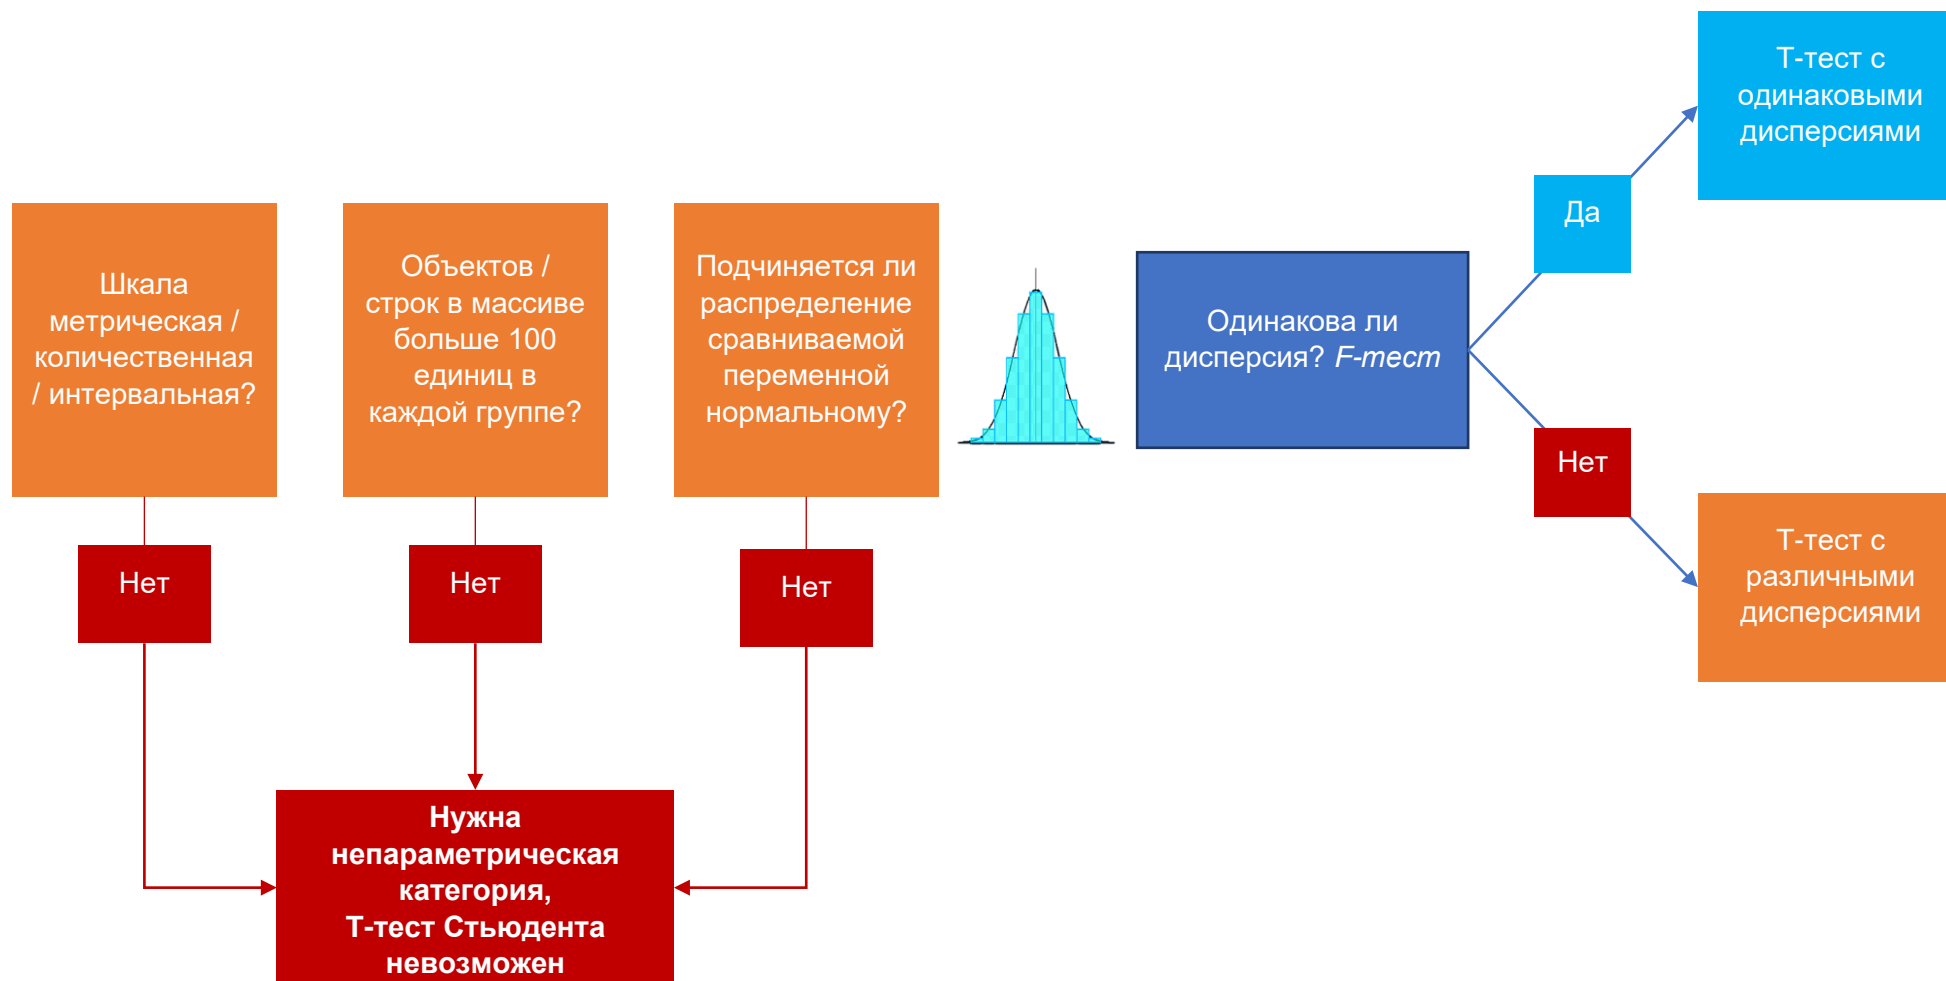 Шкала
метрическая /
количественная
/ интервальная?
Объектов /
строк в массиве
больше 100
единиц в
каждой группе?
Подчиняется ли
распределение
сравниваемой
переменной
нормальному?
Одинакова ли
дисперсия? F-тест
Да
Т-тест с
одинаковыми
дисперсиями
Нет
Т-тест с
различными
дисперсиями
Нет
Нет
Нет
Нужна
непараметрическая
категория,
Т-тест Стьюдента
невозможен